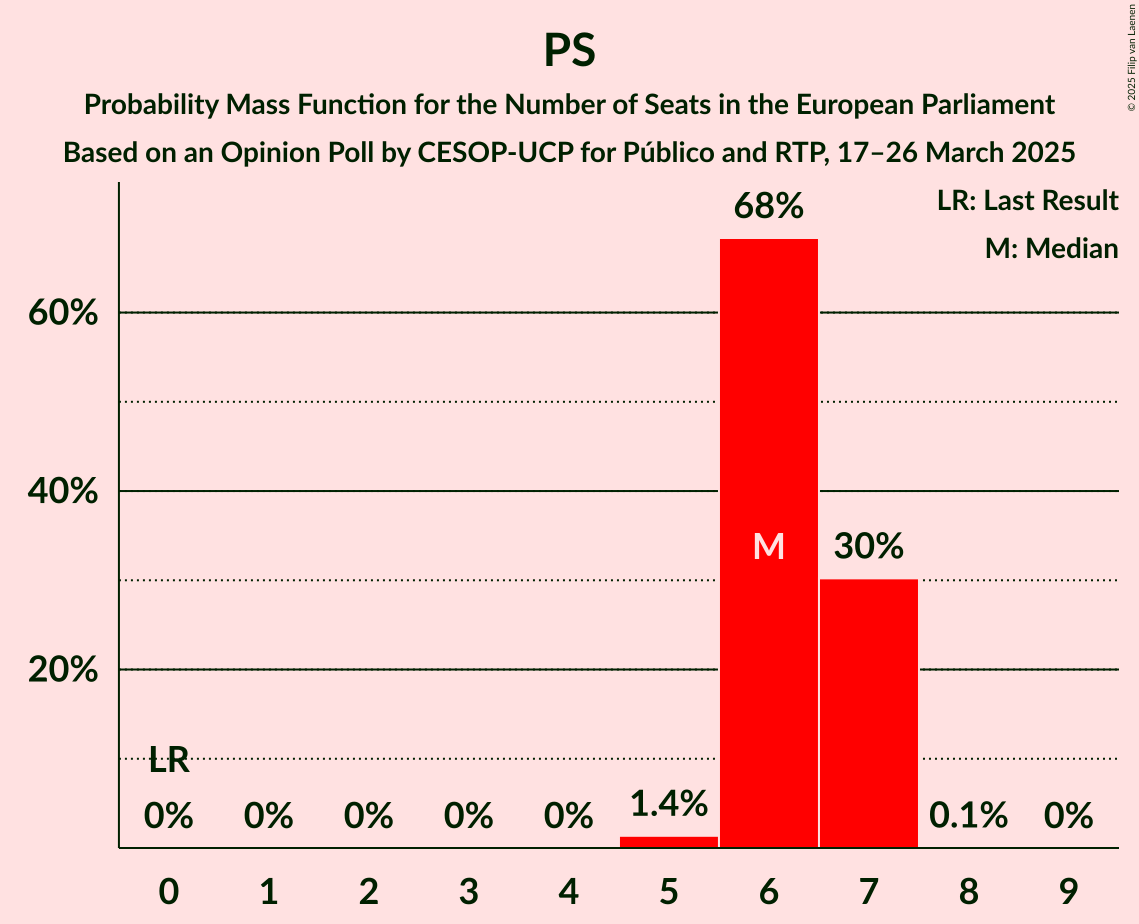 PS
Probability Mass Function for the Number of Seats in the European Parliament
Based on an Opinion Poll by CESOP-UCP for Público and RTP, 17–26 March 2025
© 2025 Filip van Laenen
LR: Last Result
M: Median
68%
60%
40%
M
30%
20%
LR
0% 0% 0% 0% 0% 1.4% 0.1% 0%
0 1 2 3 4 5 6 7 8 9